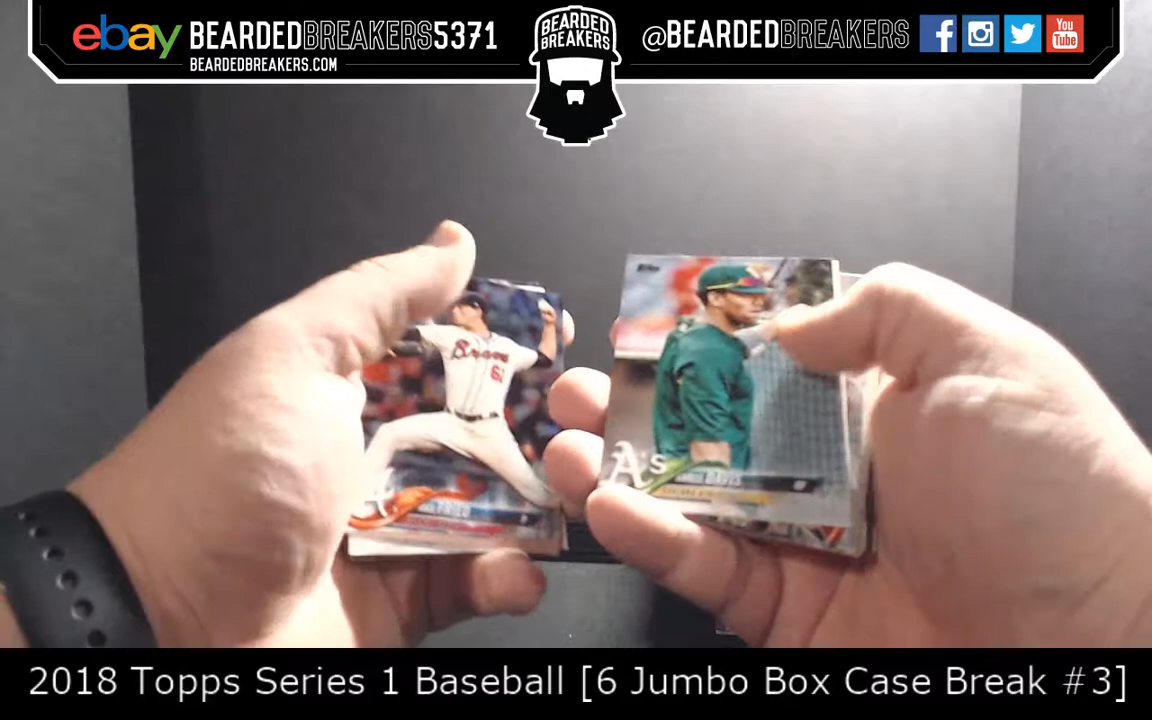 ebay BEARDEDBREAKERS5371
BEARDEDBREAKERS.COM
BEARDED
BREAKERS
@BEARDEDBREAKERS
f
You
Tube
Topps
Braves
A's
DAVIS
2018 Topps Series 1 Baseball [6 Jumbo Box Case Break #3]